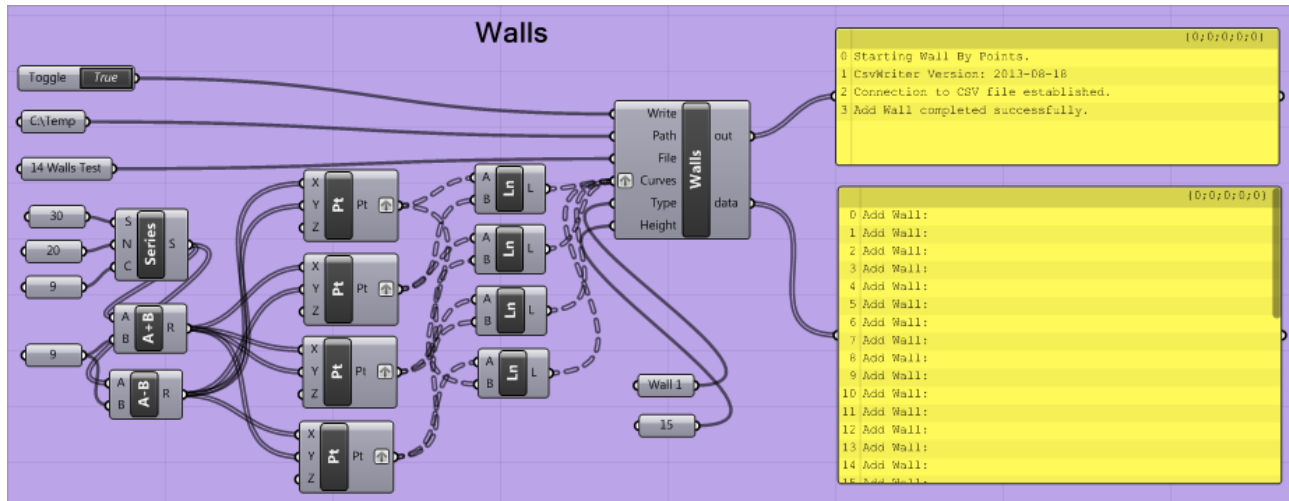 Walls
Toggle True
C:\Temp
14 Walls Test
30
20
9
S
N
C
Series
S
9
A
B
A+B
R
A
B
A-B
R
X
Y
Z
Pt
Pt
X
Y
Z
Pt
Pt
X
Y
Z
Pt
Pt
X
Y
Z
Pt
Pt
A
B
Ln
L
A
B
Ln
L
A
B
Ln
L
A
B
Ln
L
Write
Path
File
Curves
Type
Height
Walls
out
data
Wall 1
15
{0;0;0;0;0}
0 Starting Wall By Points.
1 CsvWriter Version: 2013-08-18
2 Connection to CSV file established.
3 Add Wall completed successfully.
{0;0;0;0;0}
0 Add Wall:
1 Add Wall:
2 Add Wall:
3 Add Wall:
4 Add Wall:
5 Add Wall:
6 Add Wall:
7 Add Wall:
8 Add Wall:
9 Add Wall:
10 Add Wall:
11 Add Wall:
12 Add Wall:
13 Add Wall:
14 Add Wall:
15 Add Wall: